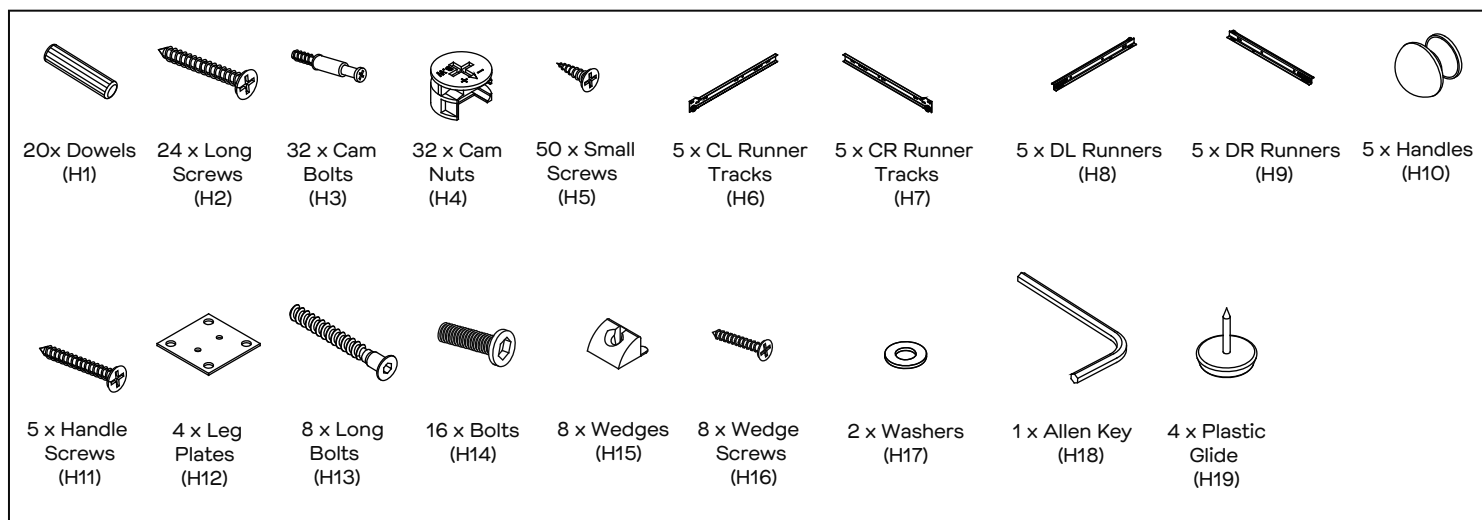 20x Dowels
(H1)
24 x Long
Screws
(H2)
32 x Cam
Bolts
(H3)
32 x Cam
Nuts
(H4)
50 x Small
Screws
(H5)
5 x CL Runner
Tracks
(H6)
5 x CR Runner
Tracks
(H7)
5 x DL Runners
(H8)
5 x DR Runners
(H9)
5 x Handles
(H10)
5 x Handle
Screws
(H11)
4 x Leg
Plates
(H12)
8 x Long
Bolts
(H13)
16 x Bolts
(H14)
8 x Wedges
(H15)
8 x Wedge
Screws
(H16)
2 x Washers
(H17)
1 x Allen Key
(H18)
4 x Plastic
Glide
(H19)